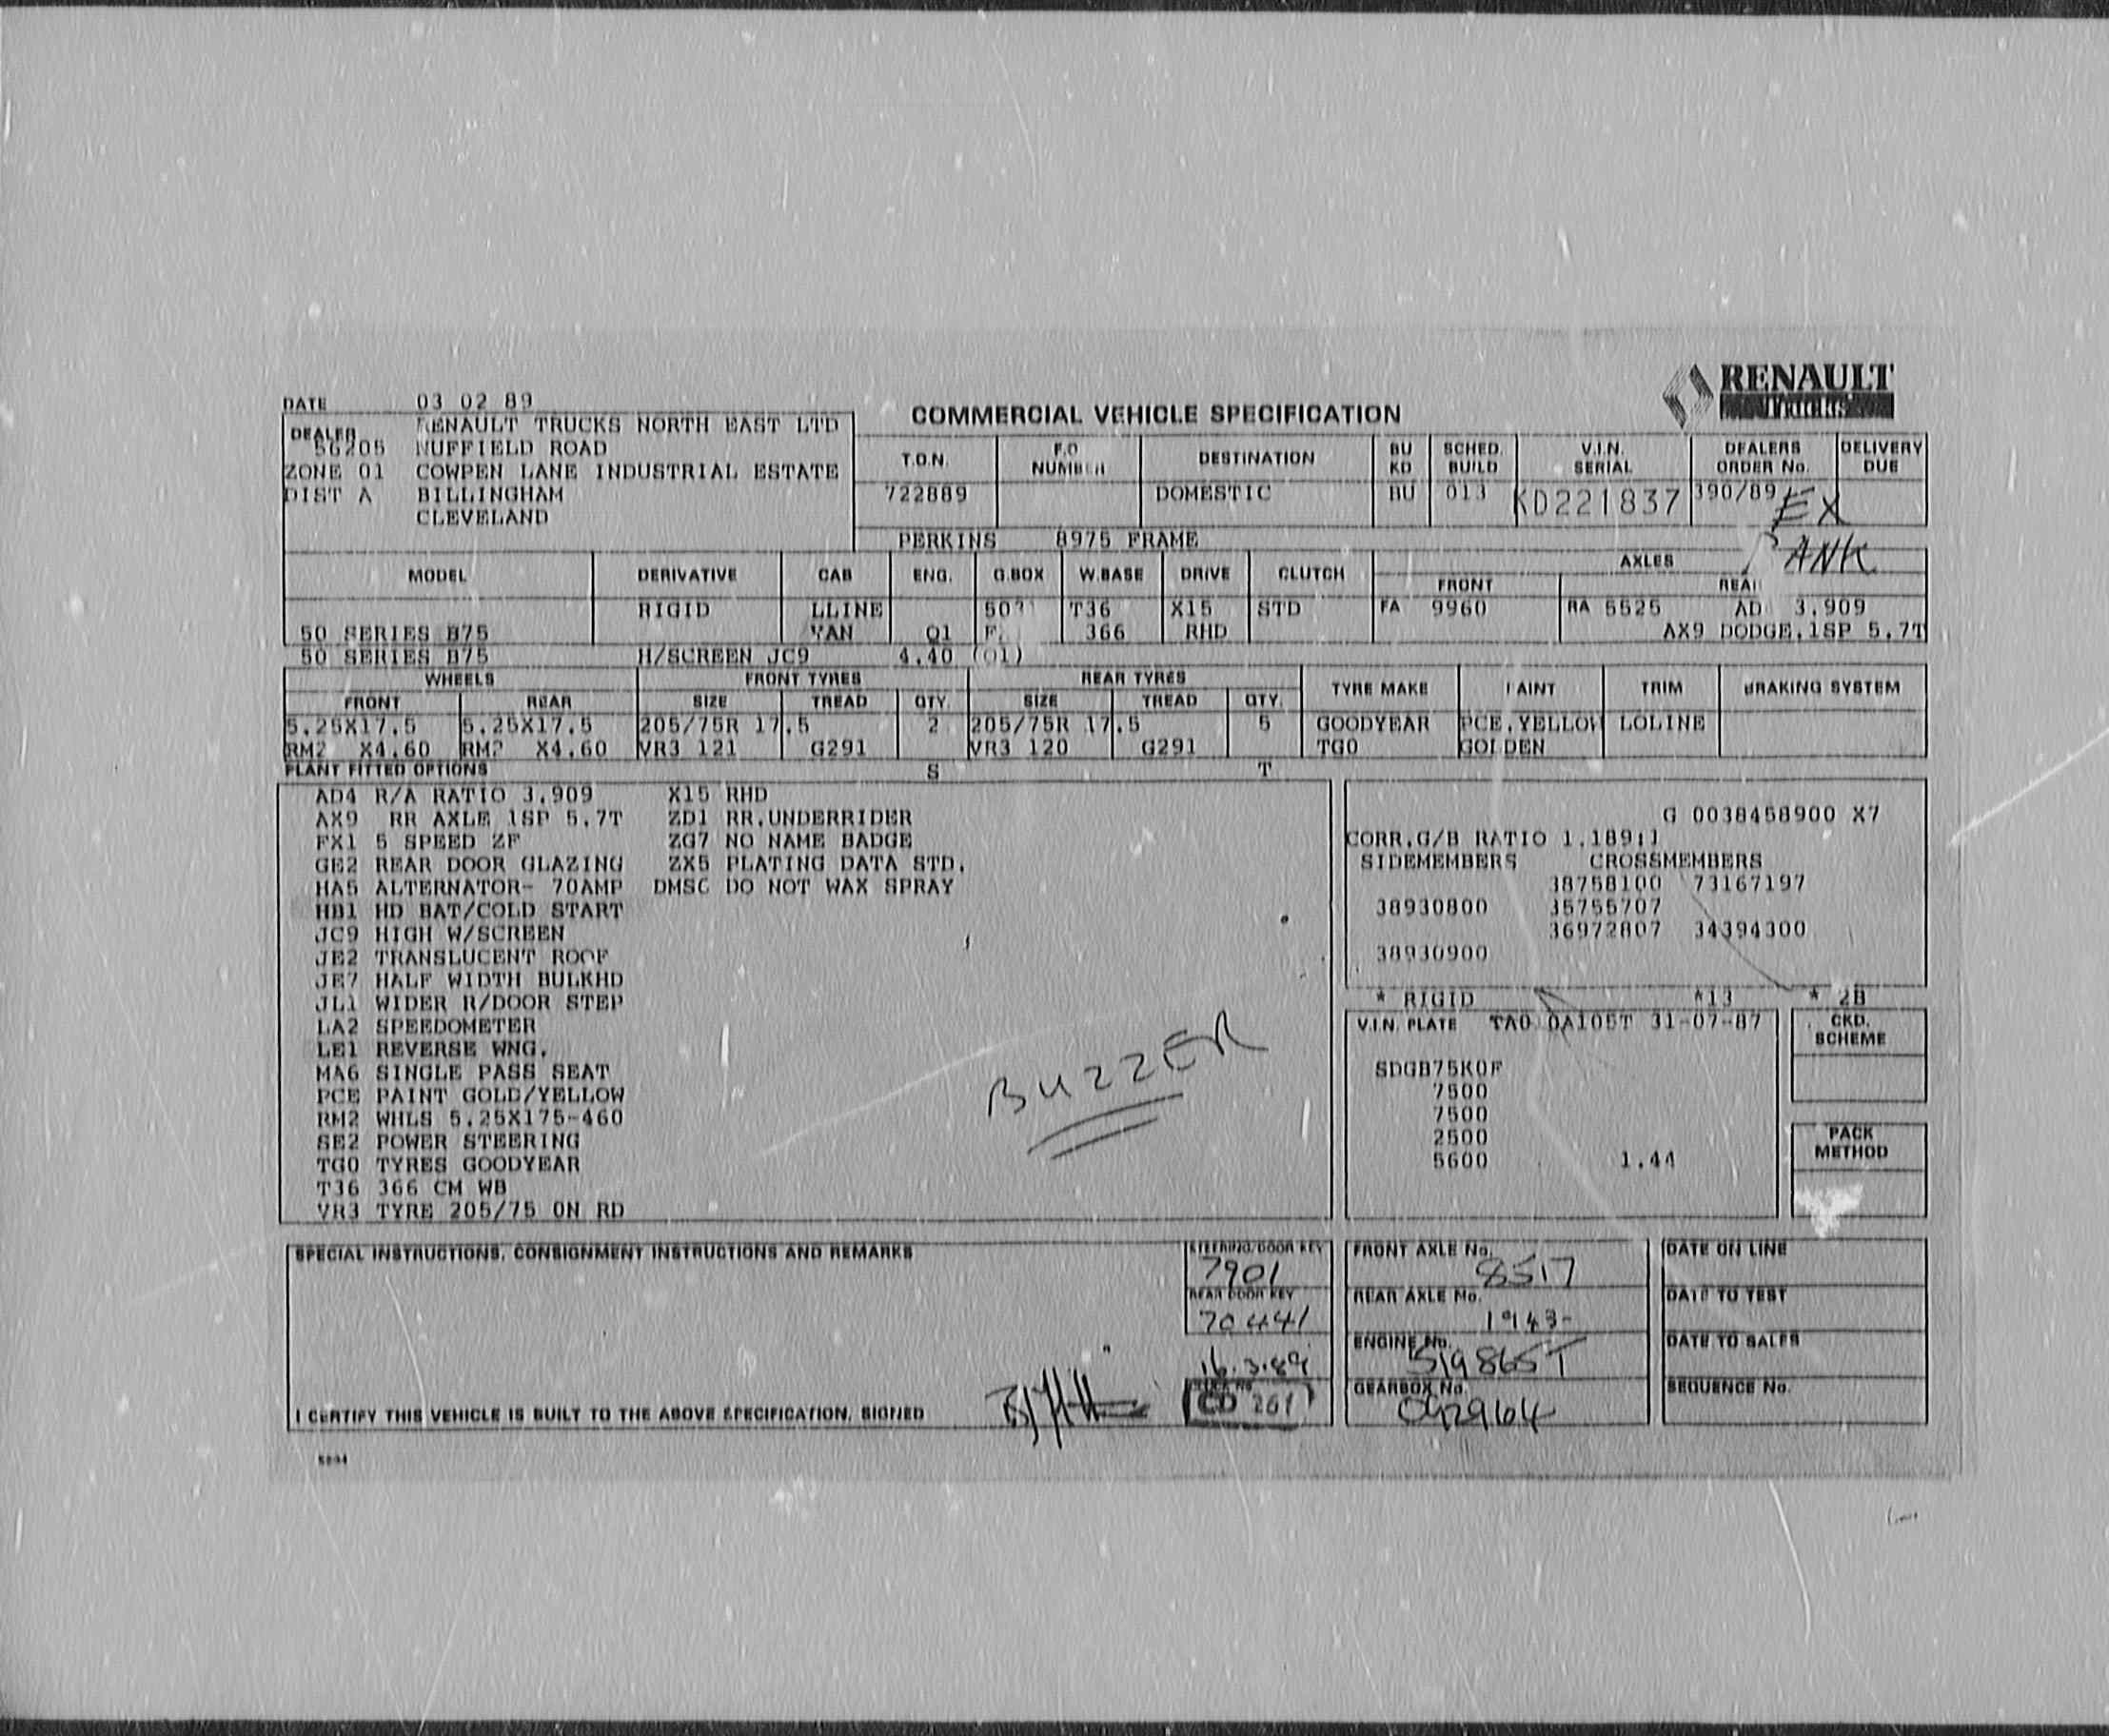 RENAULT
TRUCKS
DATE 03 02 89
COMMERCIAL VEHICLE SPECIFICATION
DEALER RENAULT TRUCKS NORTH EAST LTD
56205 NUFFIELD ROAD
ZONE 01 COWPEN LANE INDUSTRIAL ESTATE
DIST A BILLINGHAM
CLEVELAND
T.O.N. F.O NUMBER DESTINATION BU KD SCHED. BUILD V.I.N. SERIAL DEALERS ORDER No. DELIVERY DUE
722889 DOMESTIC BU 013 KD221837 390/89
EX
PERKINS 8975 FRAME
ANK
MODEL DERIVATIVE CAB ENG. G.BOX W.BASE DRIVE CLUTCH AXLES
FRONT REAR
RIGID LLINE T36 X15 STD FA 9960 RA 5525 AD 3.909
50 SERIES B75 VAN Q1 F. 366 RHD AX9 DODGE.1SP 5.7T
50 SERIES B75 H/SCREEN JC9 4.40 (Q1)
WHEELS FRONT TYRES REAR TYRES TYRE MAKE PAINT TRIM BRAKING SYSTEM
FRONT REAR SIZE TREAD QTY. SIZE TREAD QTY.
5.25X17.5 5.25X17.5 205/75R 17.5 2 205/75R 17.5 5 GOODYEAR PCE.YELLOW LOLINE
RM2 X4.60 RM2 X4.60 VR3 121 G291 VR3 120 G291 TG0 GOLDEN
PLANT FITTED OPTIONS S T
AD4 R/A RATIO 3.909 X15 RHD
AX9 RR AXLE 1SP 5.7T ZD1 RR.UNDERRIDER
FX1 5 SPEED ZF ZG7 NO NAME BADGE
GE2 REAR DOOR GLAZING ZX5 PLATING DATA STD.
HA5 ALTERNATOR- 70AMP DMSC DO NOT WAX SPRAY
HB1 HD BAT/COLD START
JC9 HIGH W/SCREEN
JE2 TRANSLUCENT ROOF
JE7 HALF WIDTH BULKHD
JL1 WIDER R/DOOR STEP
LA2 SPEEDOMETER
LE1 REVERSE WNG.
MA6 SINGLE PASS SEAT
PCE PAINT GOLD/YELLOW
RM2 WHLS 5.25X175-460
SE2 POWER STEERING
TG0 TYRES GOODYEAR
T36 366 CM WB
VR3 TYRE 205/75 ON RD
BUZZER
G 0038458900 X7
CORR.G/B RATIO 1.189:1
SIDEMEMBERS CROSSMEMBERS
38758100 73167197
38930800 35755707
36972807 34394300
38930900
* RIGID *13 * 2B
V.I.N. PLATE TA0 DA105T 31-07-87
CKD. SCHEME
SDGB75K0F
7500
7500
2500
5600 1.44
PACK METHOD
SPECIAL INSTRUCTIONS, CONSIGNMENT INSTRUCTIONS AND REMARKS
STEERING/DOOR KEY
7901
REAR DOOR KEY
70441
16.3.89
CD 261
FRONT AXLE No. 8517
REAR AXLE No. 1943-
ENGINE No. 519865T
GEARBOX No. 0429164
DATE ON LINE
DATE TO TEST
DATE TO SALES
SEQUENCE No.
I CERTIFY THIS VEHICLE IS BUILT TO THE ABOVE SPECIFICATION. SIGNED